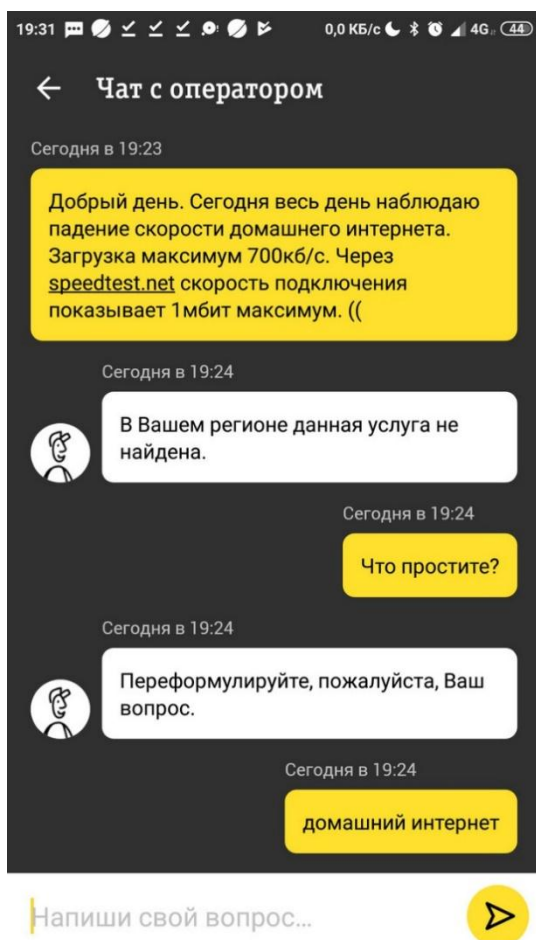 19:31 0,0 КБ/с 4G 44
Чат с оператором
Сегодня в 19:23
Добрый день. Сегодня весь день наблюдаю
падение скорости домашнего интернета.
Загрузка максимум 700кб/с. Через
speedtest.net скорость подключения
показывает 1мбит максимум. ((
Сегодня в 19:24
В Вашем регионе данная услуга не
найдена.
Сегодня в 19:24
Что простите?
Сегодня в 19:24
Переформулируйте, пожалуйста, Ваш
вопрос.
Сегодня в 19:24
домашний интернет
Напиши свой вопрос...